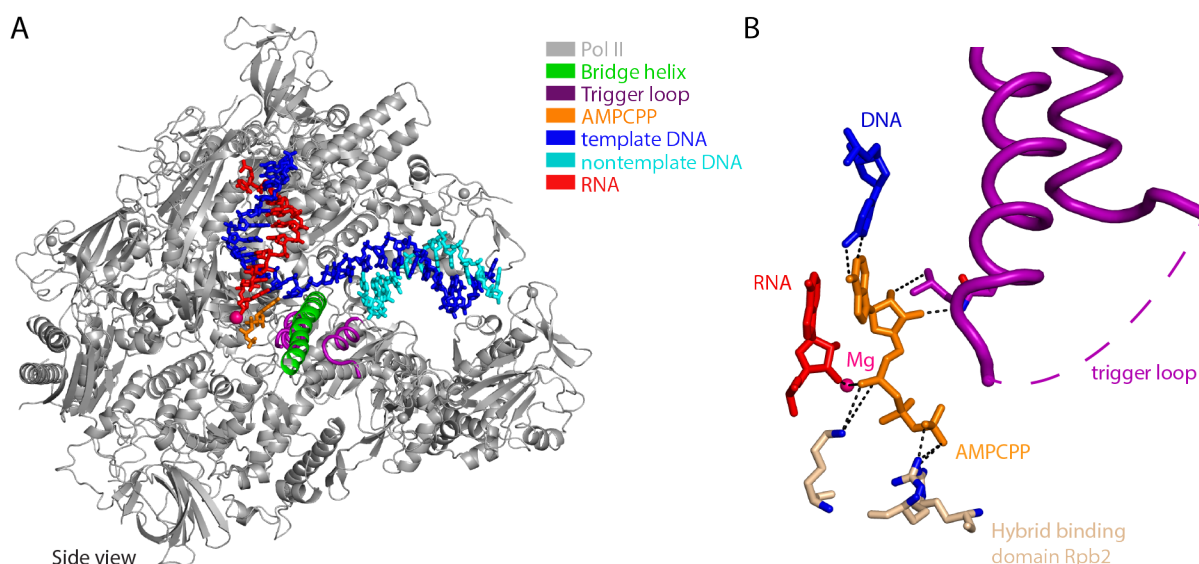 A
Pol II
Bridge helix
Trigger loop
AMPCPP
template DNA
nontemplate DNA
RNA
Side view
B
DNA
RNA
Mg
trigger loop
AMPCPP
Hybrid binding
domain Rpb2